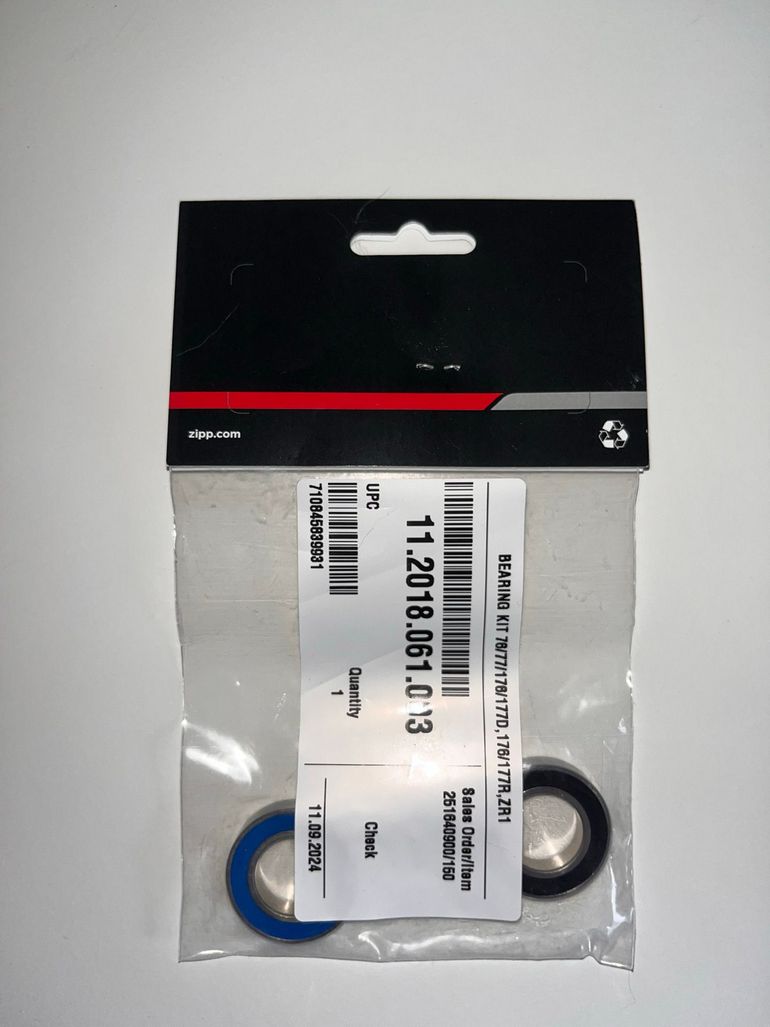 zipp.com
BEARING KIT 76/77/176/177D,176/177R,ZR1
11.2018.061.003
UPC
710845839931
Quantity
1
Sales Order/Item
251640900/150
Check
11.09.2024